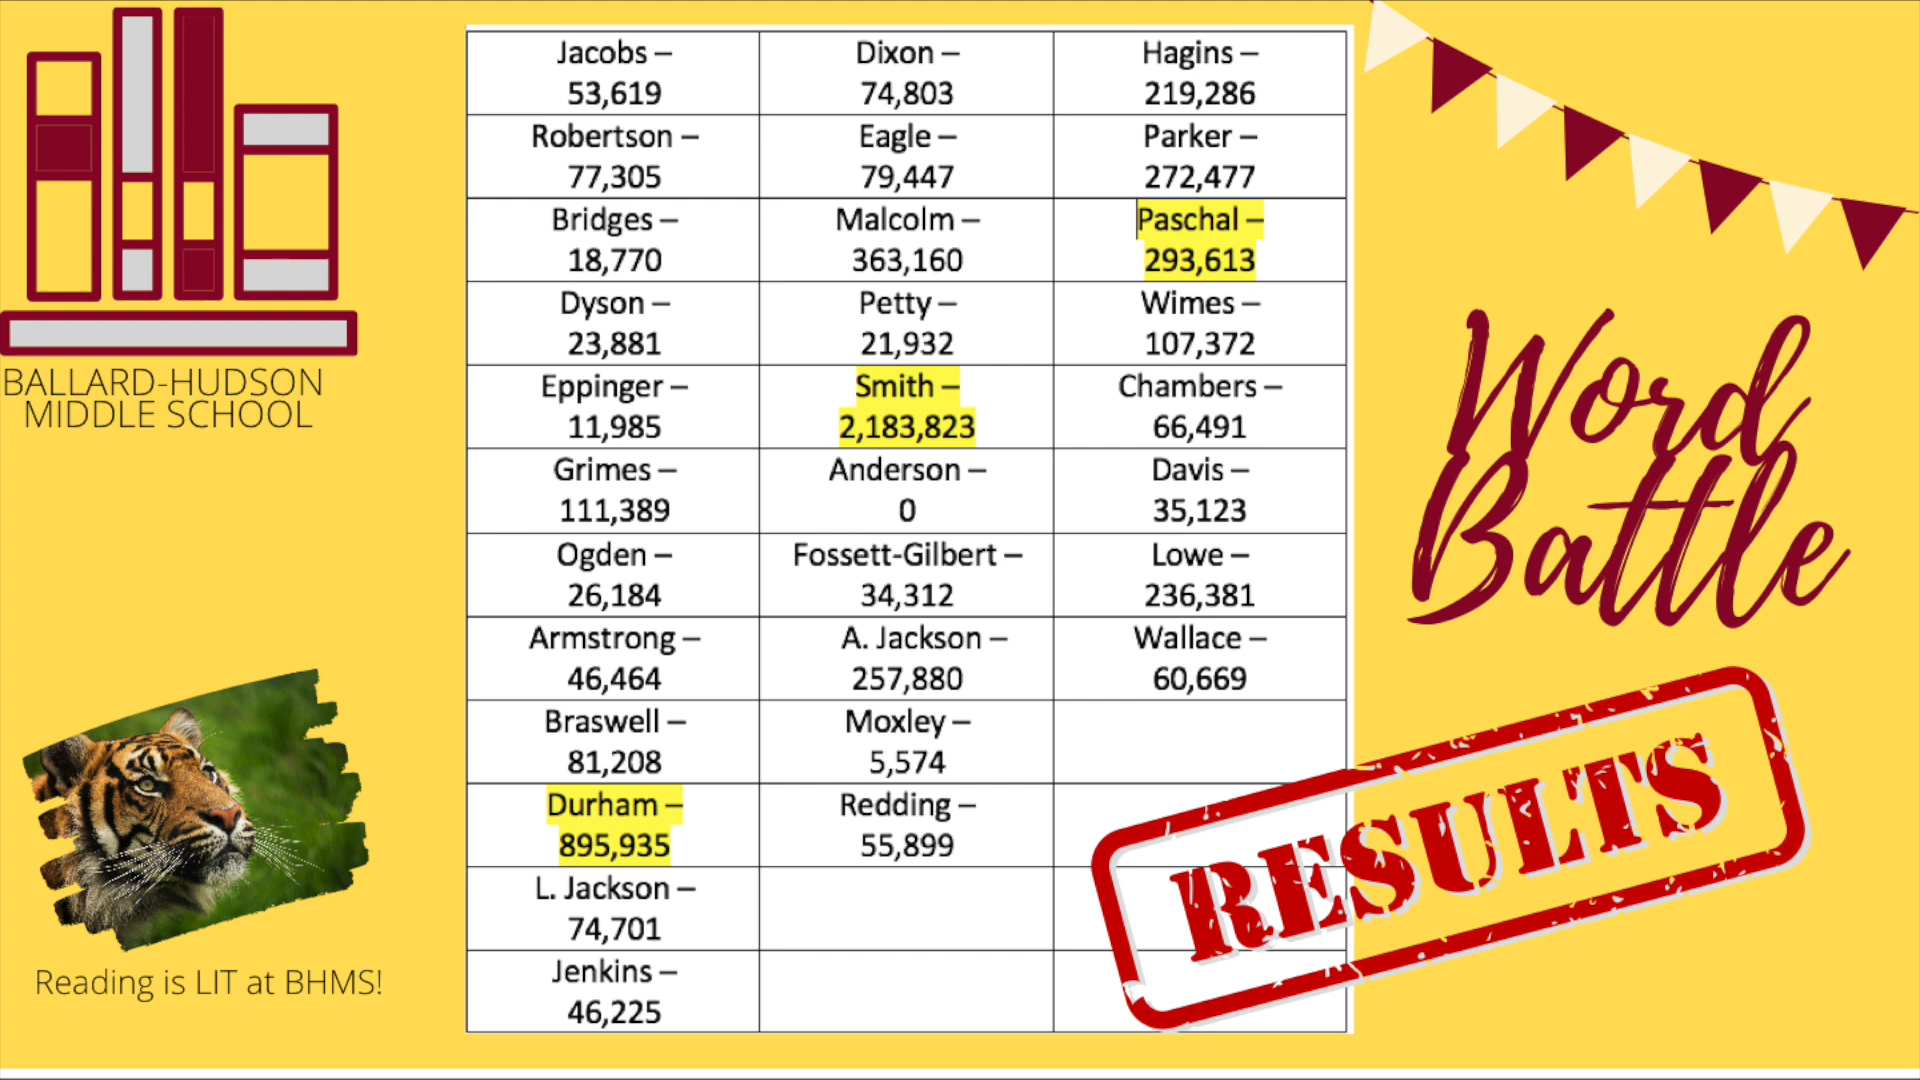 BALLARD-HUDSON
MIDDLE SCHOOL
Reading is LIT at BHMS!
Jacobs –
53,619
Dixon –
74,803
Hagins –
219,286
Robertson –
77,305
Eagle –
79,447
Parker –
272,477
Bridges –
18,770
Malcolm –
363,160
Paschal –
293,613
Dyson –
23,881
Petty –
21,932
Wimes –
107,372
Eppinger –
11,985
Smith –
2,183,823
Chambers –
66,491
Grimes –
111,389
Anderson –
0
Davis –
35,123
Ogden –
26,184
Fossett-Gilbert –
34,312
Lowe –
236,381
Armstrong –
46,464
A. Jackson –
257,880
Wallace –
60,669
Braswell –
81,208
Moxley –
5,574
Durham –
895,935
Redding –
55,899
L. Jackson –
74,701
Jenkins –
46,225
Word
Battle
RESULTS